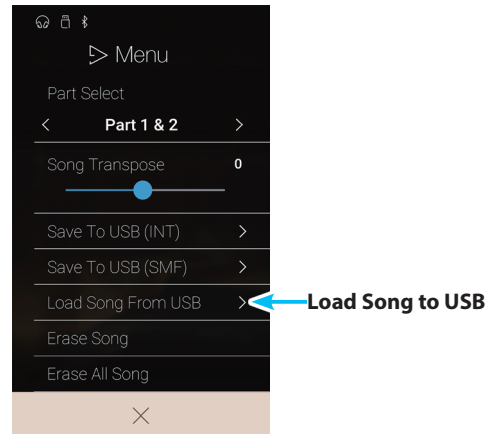 Menu
Part Select
Part 1 & 2
Song Transpose 0
Save To USB (INT)
Save To USB (SMF)
Load Song From USB
Load Song to USB
Erase Song
Erase All Song